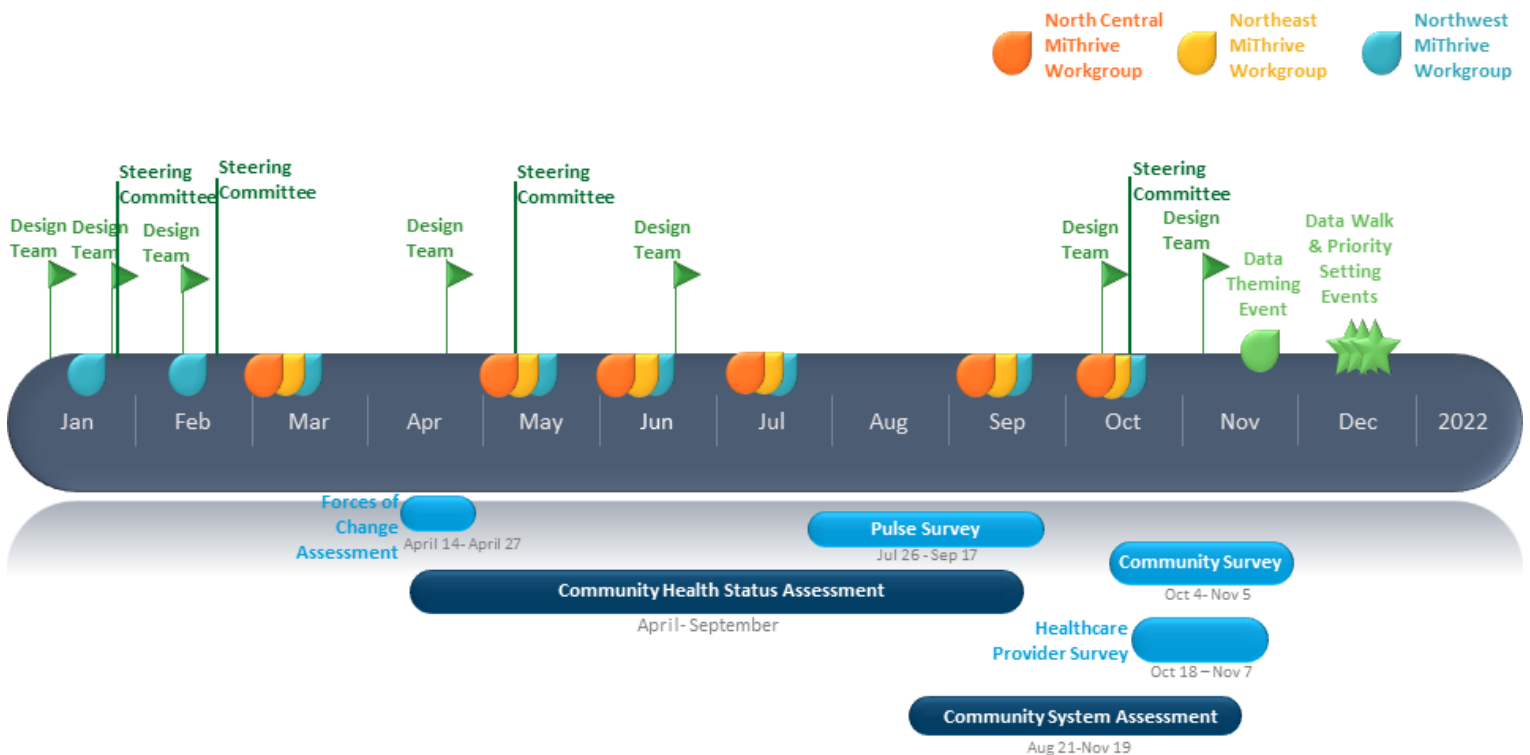 North Central
MiThrive
Workgroup
Northeast
MiThrive
Workgroup
Northwest
MiThrive
Workgroup
Steering
Committee
Steering
Committee
Steering
Committee
Steering
Committee
Design
Team
Design
Team
Design
Team
Design
Team
Design
Team
Design
Team
Design
Team
Data
Theming
Event
Data Walk
& Priority
Setting
Events
Jan
Feb
Mar
Apr
May
Jun
Jul
Aug
Sep
Oct
Nov
Dec
2022
Forces of
Change
Assessment
April 14- April 27
Pulse Survey
Jul 26 - Sep 17
Community Survey
Oct 4- Nov 5
Community Health Status Assessment
April- September
Healthcare
Provider Survey
Oct 18 – Nov 7
Community System Assessment
Aug 21-Nov 19